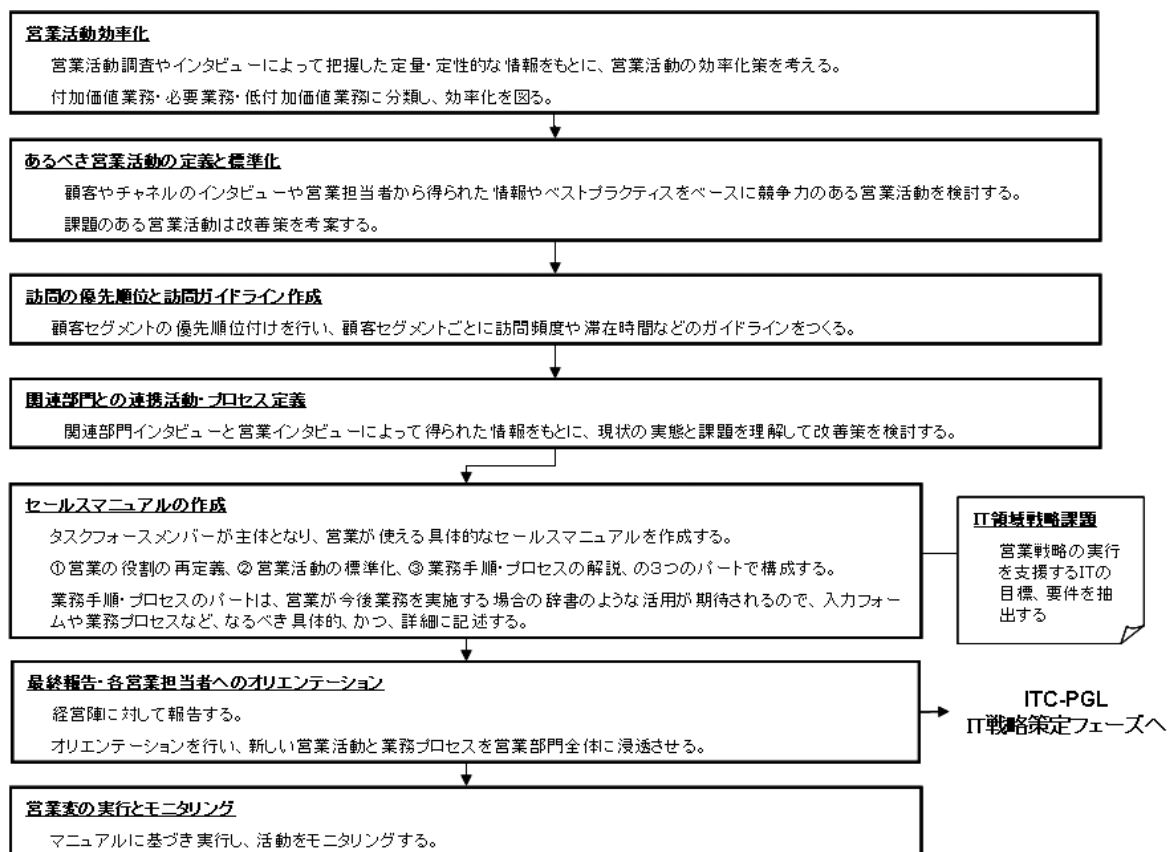 営業活動効率化
営業活動調査やインタビューによって把握した定量・定性的な情報をもとに、営業活動の効率化策を考える。
付加価値業務・必要業務・低付加価値業務に分類し、効率化を図る。
あるべき営業活動の定義と標準化
顧客やチャネルのインタビューや営業担当者から得られた情報やベストプラクティスをベースに競争力のある営業活動を検討する。
課題のある営業活動は改善策を考案する。
訪問の優先順位と訪問ガイドライン作成
顧客セグメントの優先順位付けを行い、顧客セグメントごとに訪問頻度や滞在時間などのガイドラインをつくる。
関連部門との連携活動・プロセス定義
関連部門インタビューと営業インタビューによって得られた情報をもとに、現状の実態と課題を理解して改善策を検討する。
セールスマニュアルの作成
タスクフォースメンバーが主体となり、営業が使える具体的なセールスマニュアルを作成する。
①営業の役割の再定義、②営業活動の標準化、③業務手順・プロセスの解説、の3つのパートで構成する。
業務手順・プロセスのパートは、営業が今後業務を実施する場合の辞書のような活用が期待されるので、入力フォー
ムや業務プロセスなど、なるべき具体的、かつ、詳細に記述する。
IT領域戦略課題
営業戦略の実行
を支援するITの
目標、要件を抽
出する
最終報告・各営業担当者へのオリエンテーション
経営陣に対して報告する。
オリエンテーションを行い、新しい営業活動と業務プロセスを営業部門全体に浸透させる。
ITC-PGL
IT戦略策定フェーズへ
営業変の実行とモニタリング
マニュアルに基づき実行し、活動をモニタリングする。